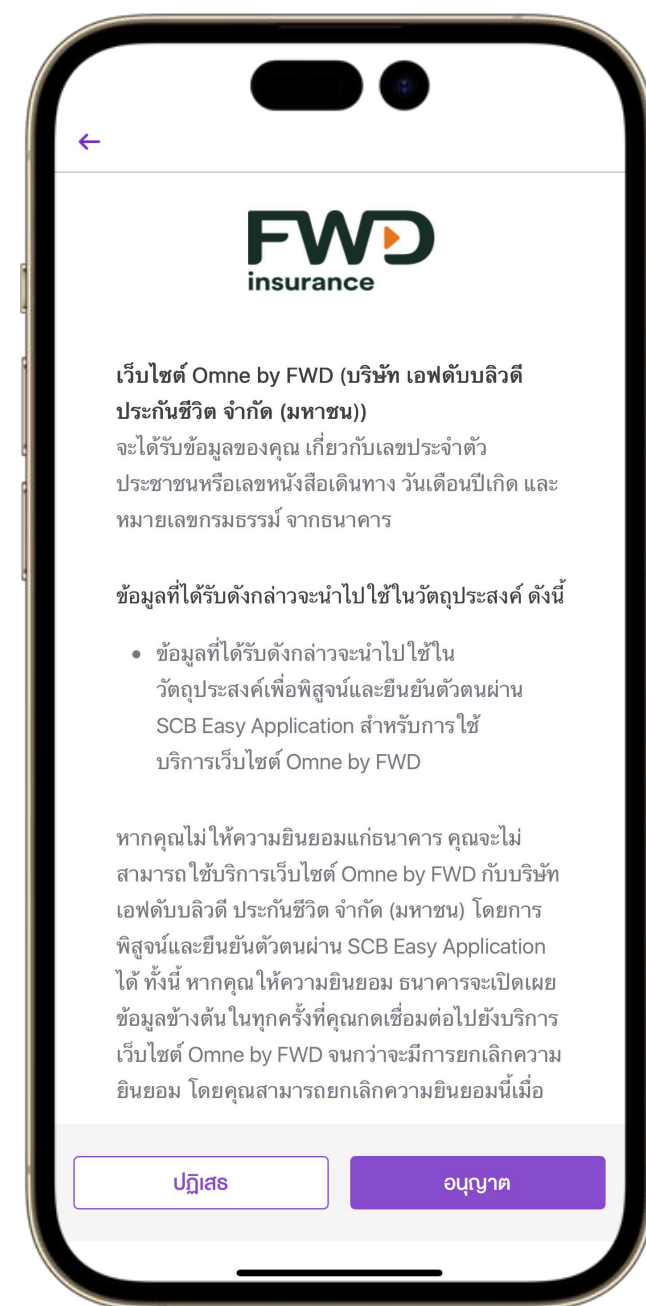 FWD
insurance
เว็บไซต์ Omne by FWD (บริษัท เอฟดับบลิวดี
ประกันชีวิต จำกัด (มหาชน))
จะได้รับข้อมูลของคุณ เกี่ยวกับเลขประจำตัว
ประชาชนหรือเลขหนังสือเดินทาง วันเดือนปีเกิด และ
หมายเลขกรมธรรม์ จากธนาคาร
ข้อมูลที่ได้รับดังกล่าวจะนำไปใช้ในวัตถุประสงค์ ดังนี้
• ข้อมูลที่ได้รับดังกล่าวจะนำไปใช้ใน
วัตถุประสงค์เพื่อพิสูจน์และยืนยันตัวตนผ่าน
SCB Easy Application สำหรับการใช้
บริการเว็บไซต์ Omne by FWD
หากคุณไม่ให้ความยินยอมแก่ธนาคาร คุณจะไม่
สามารถใช้บริการเว็บไซต์ Omne by FWD กับบริษัท
เอฟดับบลิวดี ประกันชีวิต จำกัด (มหาชน) โดยการ
พิสูจน์และยืนยันตัวตนผ่าน SCB Easy Application
ได้ ทั้งนี้ หากคุณให้ความยินยอม ธนาคารจะเปิดเผย
ข้อมูลข้างต้นในทุกครั้งที่คุณกดเชื่อมต่อไปยังบริการ
เว็บไซต์ Omne by FWD จนกว่าจะมีการยกเลิกความ
ยินยอม โดยคุณสามารถยกเลิกความยินยอมนี้เมื่อ
ปฏิเสธ
อนุญาต